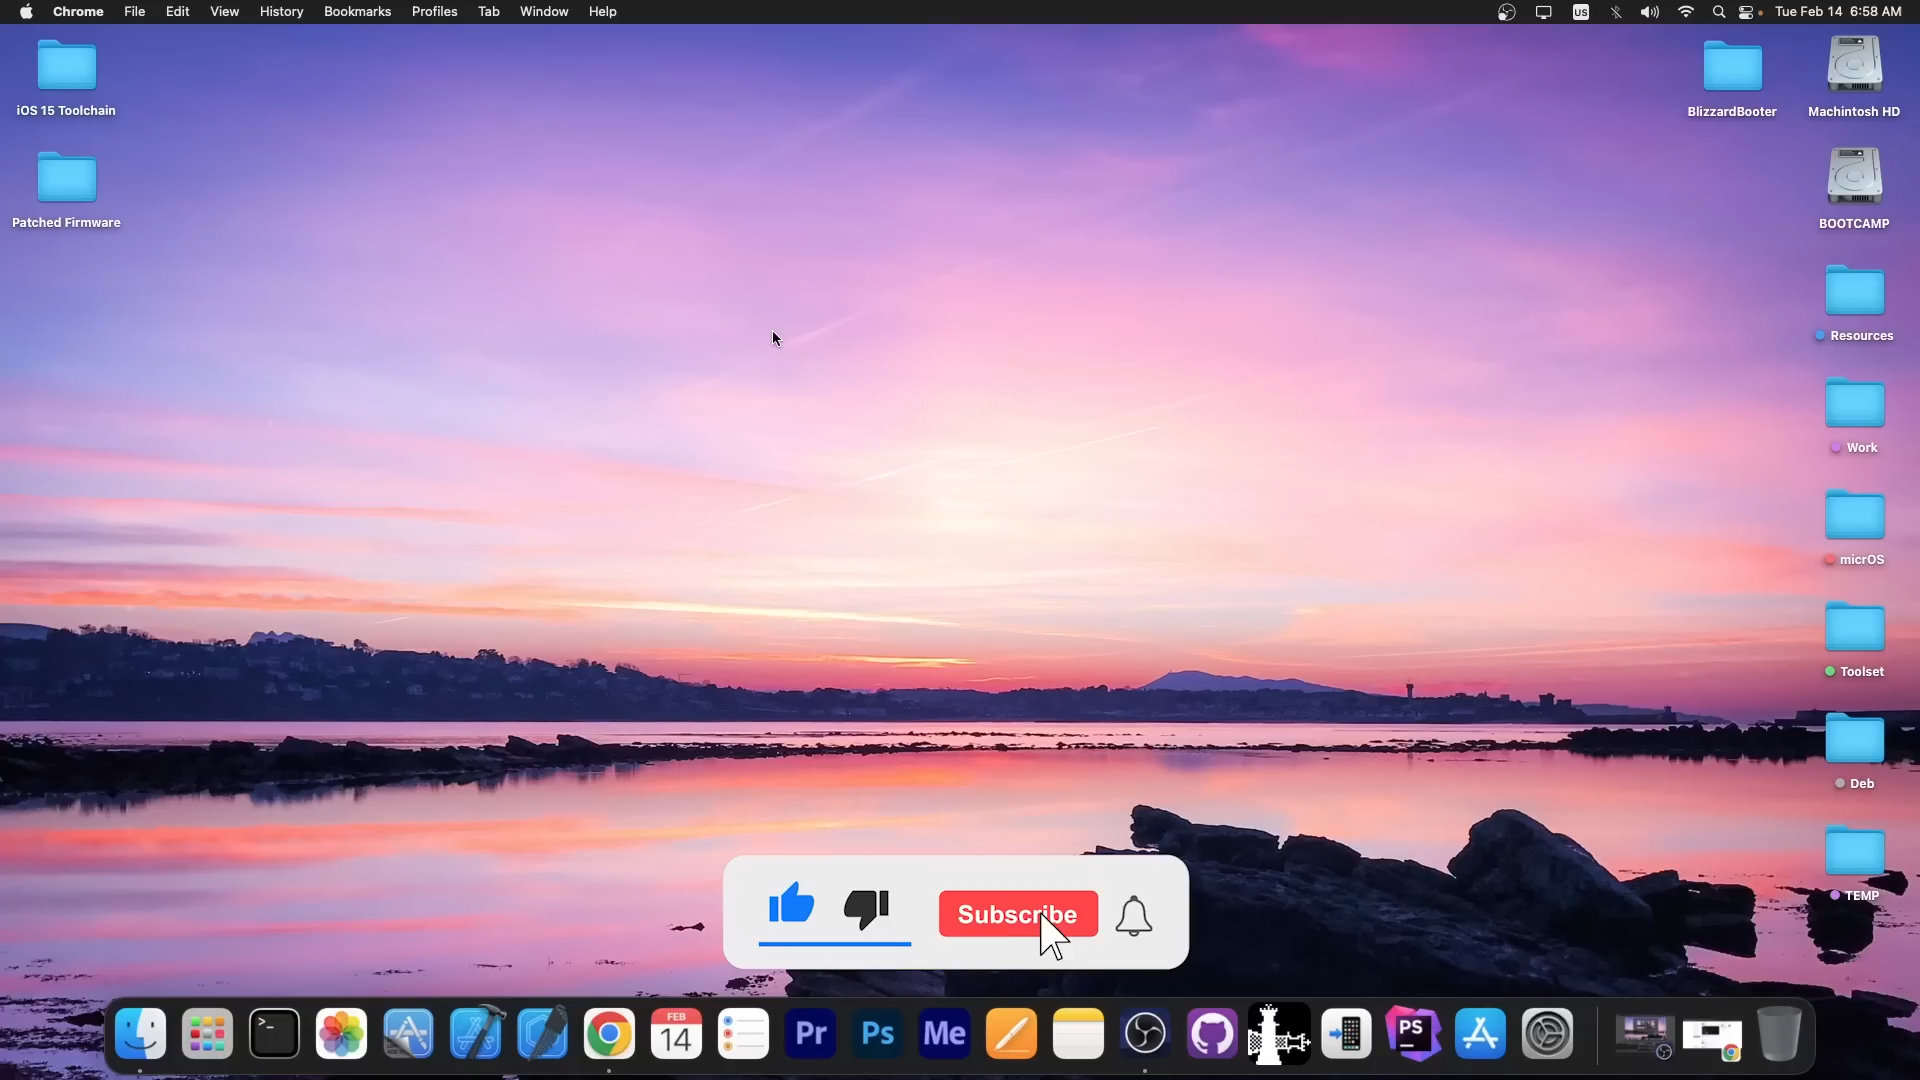 Chrome File Edit View History Bookmarks Profiles Tab Window Help US Tue Feb 14 6:58 AM
iOS 15 Toolchain
BlizzardBooter
Machintosh HD
Patched Firmware
BOOTCAMP
Resources
Work
micrOS
Toolset
Deb
TEMP
Subscribe
>_
FEB
14
Pr
Ps
Me
PS